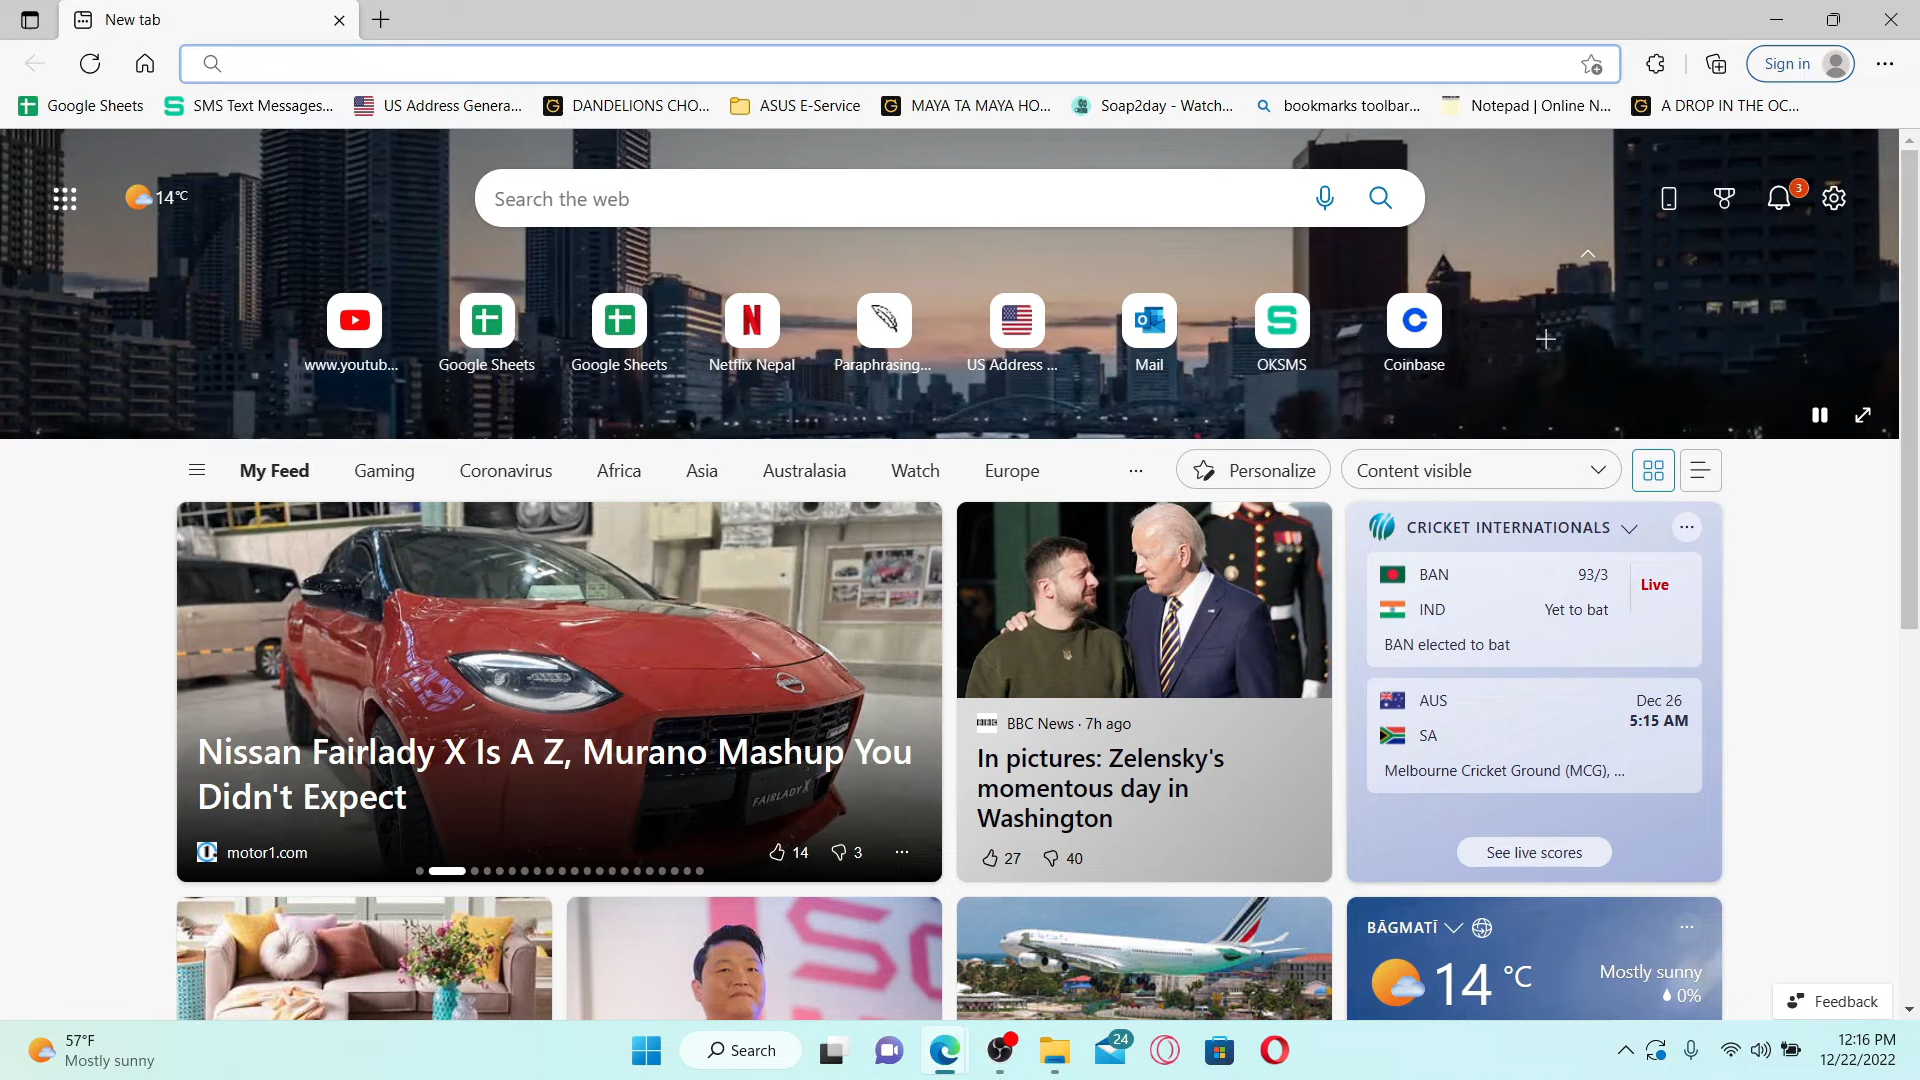 New tab
Sign in
Google Sheets
SMS Text Messages...
US Address Genera...
DANDELIONS CHO...
ASUS E-Service
MAYA TA MAYA HO...
Soap2day - Watch...
bookmarks toolbar...
Notepad | Online N...
A DROP IN THE OC...
14°C
Search the web
3
www.youtub...
Google Sheets
Google Sheets
Netflix Nepal
Paraphrasing...
US Address ...
Mail
OKSMS
Coinbase
My Feed
Gaming
Coronavirus
Africa
Asia
Australasia
Watch
Europe
Personalize
Content visible
FAIRLADY X
Nissan Fairlady X Is A Z, Murano Mashup You
Didn't Expect
motor1.com
14
3
BBC News · 7h ago
In pictures: Zelensky's
momentous day in
Washington
27
40
CRICKET INTERNATIONALS
BAN 93/3
Live
IND Yet to bat
BAN elected to bat
AUS Dec 26
5:15 AM
SA
Melbourne Cricket Ground (MCG), ...
See live scores
BĀGMATĪ
14 °C
Mostly sunny
0%
Feedback
57°F
Mostly sunny
Search
24
12:16 PM
12/22/2022